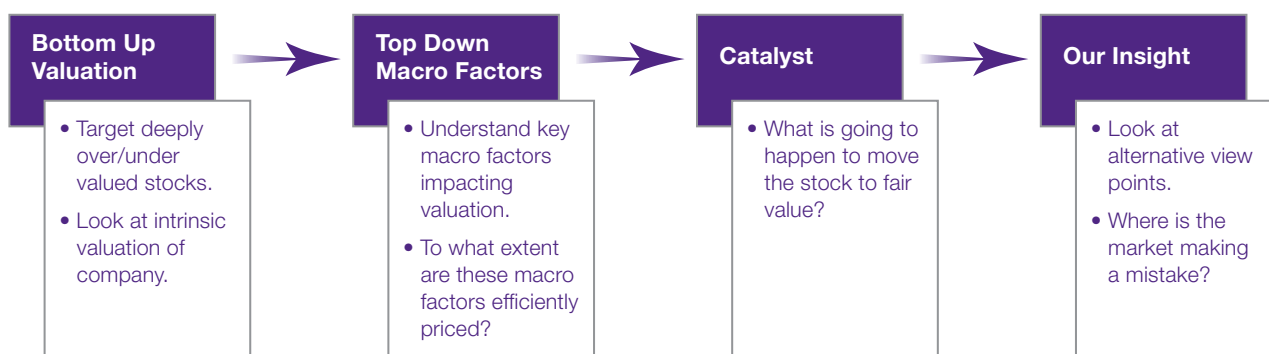 Bottom Up
Valuation
• Target deeply
over/under
valued stocks.
• Look at intrinsic
valuation of
company.
Top Down
Macro Factors
• Understand key
macro factors
impacting
valuation.
• To what extent
are these macro
factors efficiently
priced?
Catalyst
• What is going to
happen to move
the stock to fair
value?
Our Insight
• Look at
alternative view
points.
• Where is the
market making
a mistake?